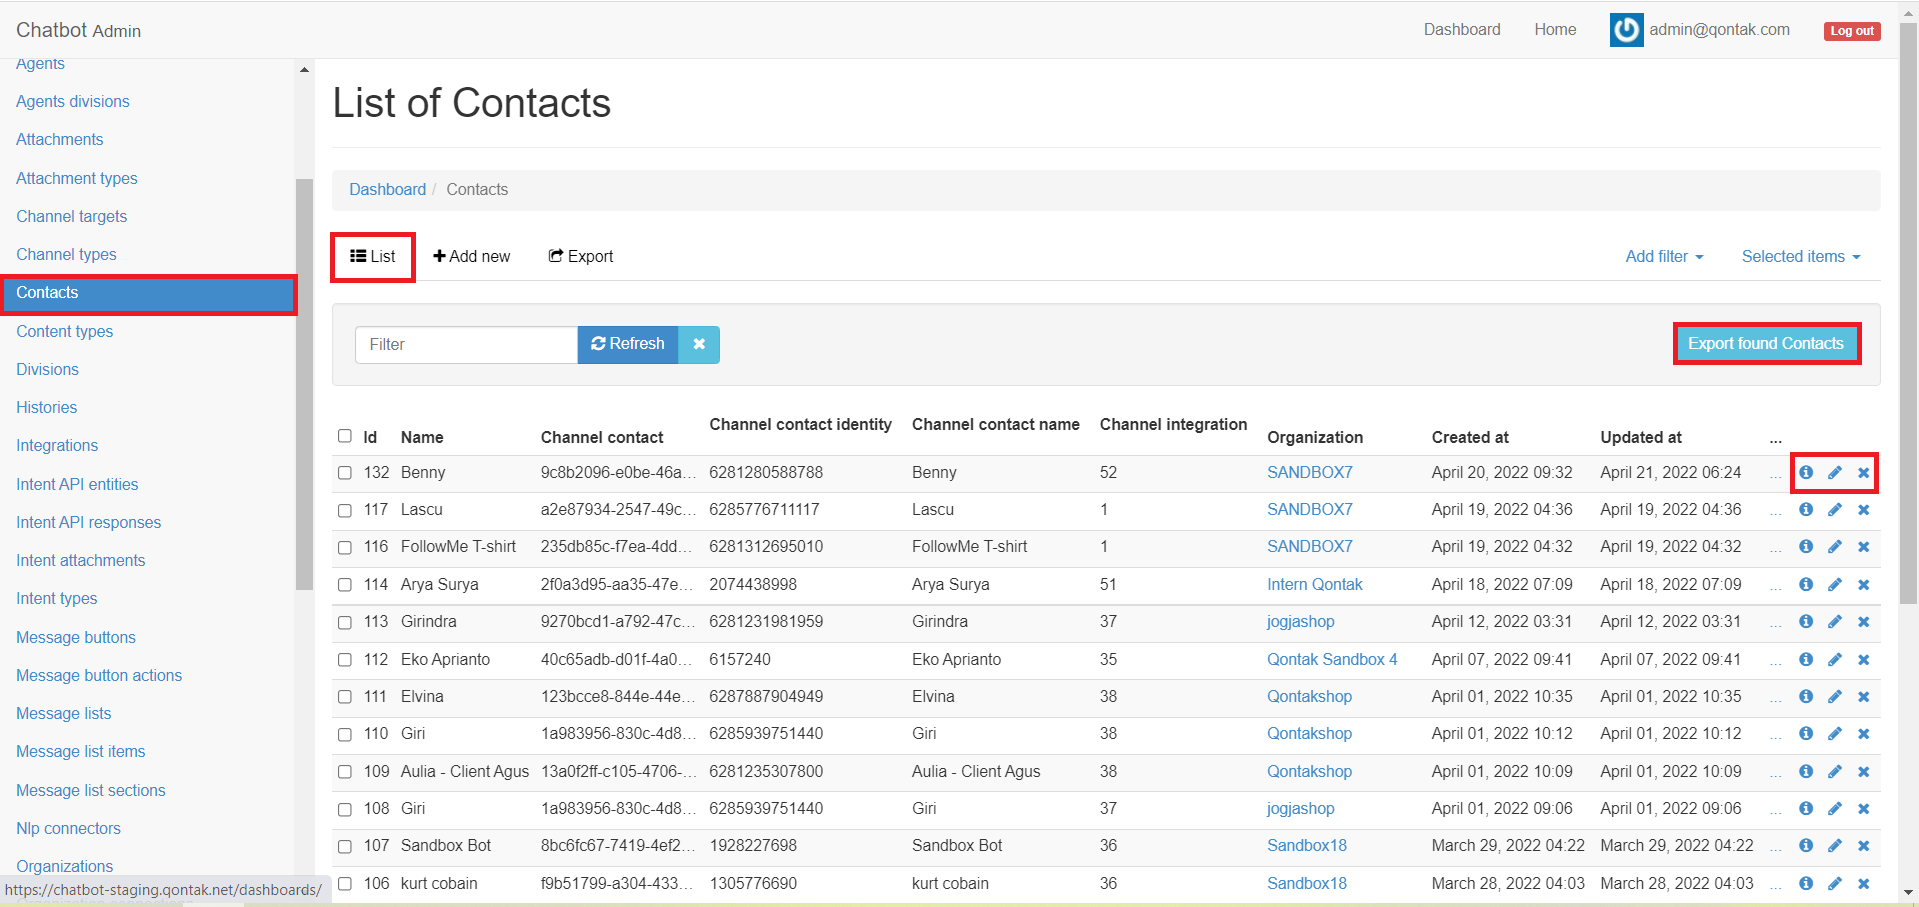 Chatbot Admin
Dashboard
Home
admin@qontak.com
Log out
Agents
Agents divisions
Attachments
Attachment types
Channel targets
Channel types
Contacts
Content types
Divisions
Histories
Integrations
Intent API entities
Intent API responses
Intent attachments
Intent types
Message buttons
Message button actions
Message lists
Message list items
Message list sections
Nlp connectors
Organizations
https://chatbot-staging.qontak.net/dashboards/
List of Contacts
Dashboard / Contacts
List
Add new
Export
Add filter
Selected items
Filter
Refresh
Export found Contacts
Id Name Channel contact Channel contact identity Channel contact name Channel integration Organization Created at Updated at ...
132 Benny 9c8b2096-e0be-46a... 6281280588788 Benny 52 SANDBOX7 April 20, 2022 09:32 April 21, 2022 06:24 ...
117 Lascu a2e87934-2547-49c... 6285776711117 Lascu 1 SANDBOX7 April 19, 2022 04:36 April 19, 2022 04:36 ...
116 FollowMe T-shirt 235db85c-f7ea-4dd... 6281312695010 FollowMe T-shirt 1 SANDBOX7 April 19, 2022 04:32 April 19, 2022 04:32 ...
114 Arya Surya 2f0a3d95-aa35-47e... 2074438998 Arya Surya 51 Intern Qontak April 18, 2022 07:09 April 18, 2022 07:09 ...
113 Girindra 9270bcd1-a792-47c... 6281231981959 Girindra 37 jogjashop April 12, 2022 03:31 April 12, 2022 03:31 ...
112 Eko Aprianto 40c65adb-d01f-4a0... 6157240 Eko Aprianto 35 Qontak Sandbox 4 April 07, 2022 09:41 April 07, 2022 09:41 ...
111 Elvina 123bcce8-844e-44e... 6287887904949 Elvina 38 Qontakshop April 01, 2022 10:35 April 01, 2022 10:35 ...
110 Giri 1a983956-830c-4d8... 6285939751440 Giri 38 Qontakshop April 01, 2022 10:12 April 01, 2022 10:12 ...
109 Aulia - Client Agus 13a0f2ff-c105-4706-... 6281235307800 Aulia - Client Agus 38 Qontakshop April 01, 2022 10:09 April 01, 2022 10:09 ...
108 Giri 1a983956-830c-4d8... 6285939751440 Giri 37 jogjashop April 01, 2022 09:06 April 01, 2022 09:06 ...
107 Sandbox Bot 8bc6fc67-7419-4ef2... 1928227698 Sandbox Bot 36 Sandbox18 March 29, 2022 04:22 March 29, 2022 04:22 ...
106 kurt cobain f9b51799-a304-433... 1305776690 kurt cobain 36 Sandbox18 March 28, 2022 04:03 March 28, 2022 04:03 ...